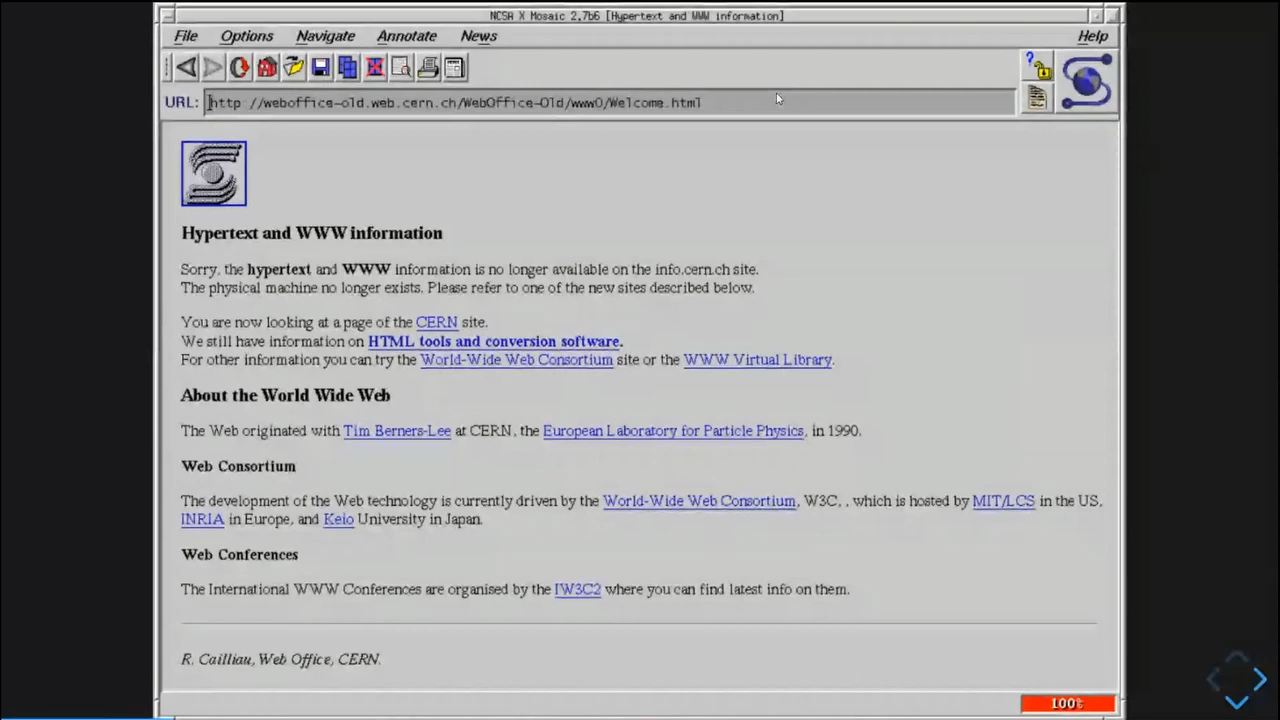 NCSA X Mosaic 2.7b6 [Hypertext and WWW information]
File Options Navigate Annotate News Help
URL: http://weboffice-old.web.cern.ch/WebOffice-Old/www0/Welcome.html
Hypertext and WWW information
Sorry, the hypertext and WWW information is no longer available on the info.cern.ch site.
The physical machine no longer exists. Please refer to one of the new sites described below.
You are now looking at a page of the CERN site.
We still have information on HTML tools and conversion software.
For other information you can try the World-Wide Web Consortium site or the WWW Virtual Library.
About the World Wide Web
The Web originated with Tim Berners-Lee at CERN, the European Laboratory for Particle Physics, in 1990.
Web Consortium
The development of the Web technology is currently driven by the World-Wide Web Consortium, W3C, , which is hosted by MIT/LCS in the US,
INRIA in Europe, and Keio University in Japan.
Web Conferences
The International WWW Conferences are organised by the IW3C2 where you can find latest info on them.
R. Cailliau, Web Office, CERN.
100%